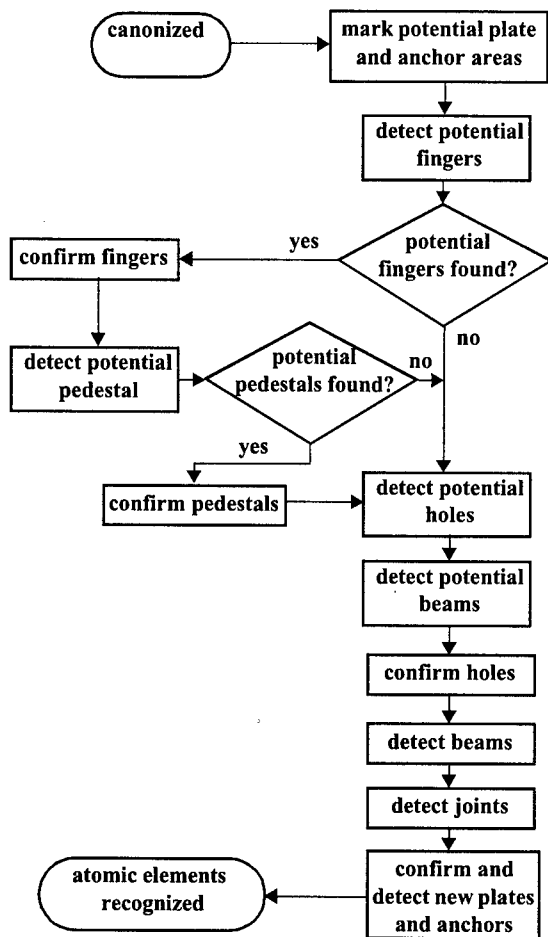 canonized
mark potential plate
and anchor areas
detect potential
fingers
potential
fingers found?
yes
no
confirm fingers
detect potential
pedestal
potential
pedestals found?
no
yes
confirm pedestals
detect potential
holes
detect potential
beams
confirm holes
detect beams
detect joints
confirm and
detect new plates
and anchors
atomic elements
recognized